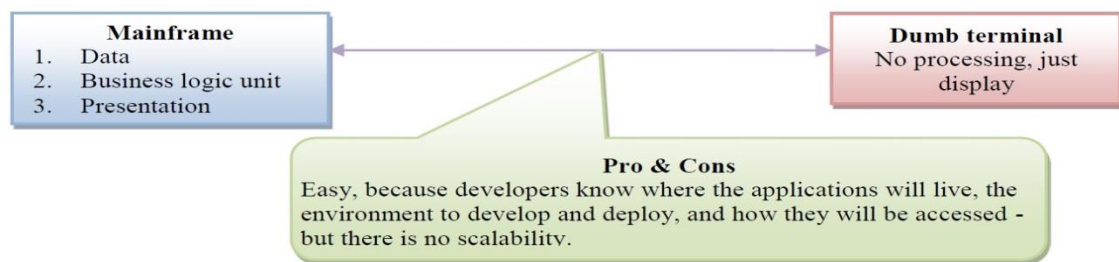 Mainframe
1. Data
2. Business logic unit
3. Presentation
Dumb terminal
No processing, just
display
Pro & Cons
Easy, because developers know where the applications will live, the
environment to develop and deploy, and how they will be accessed -
but there is no scalability.